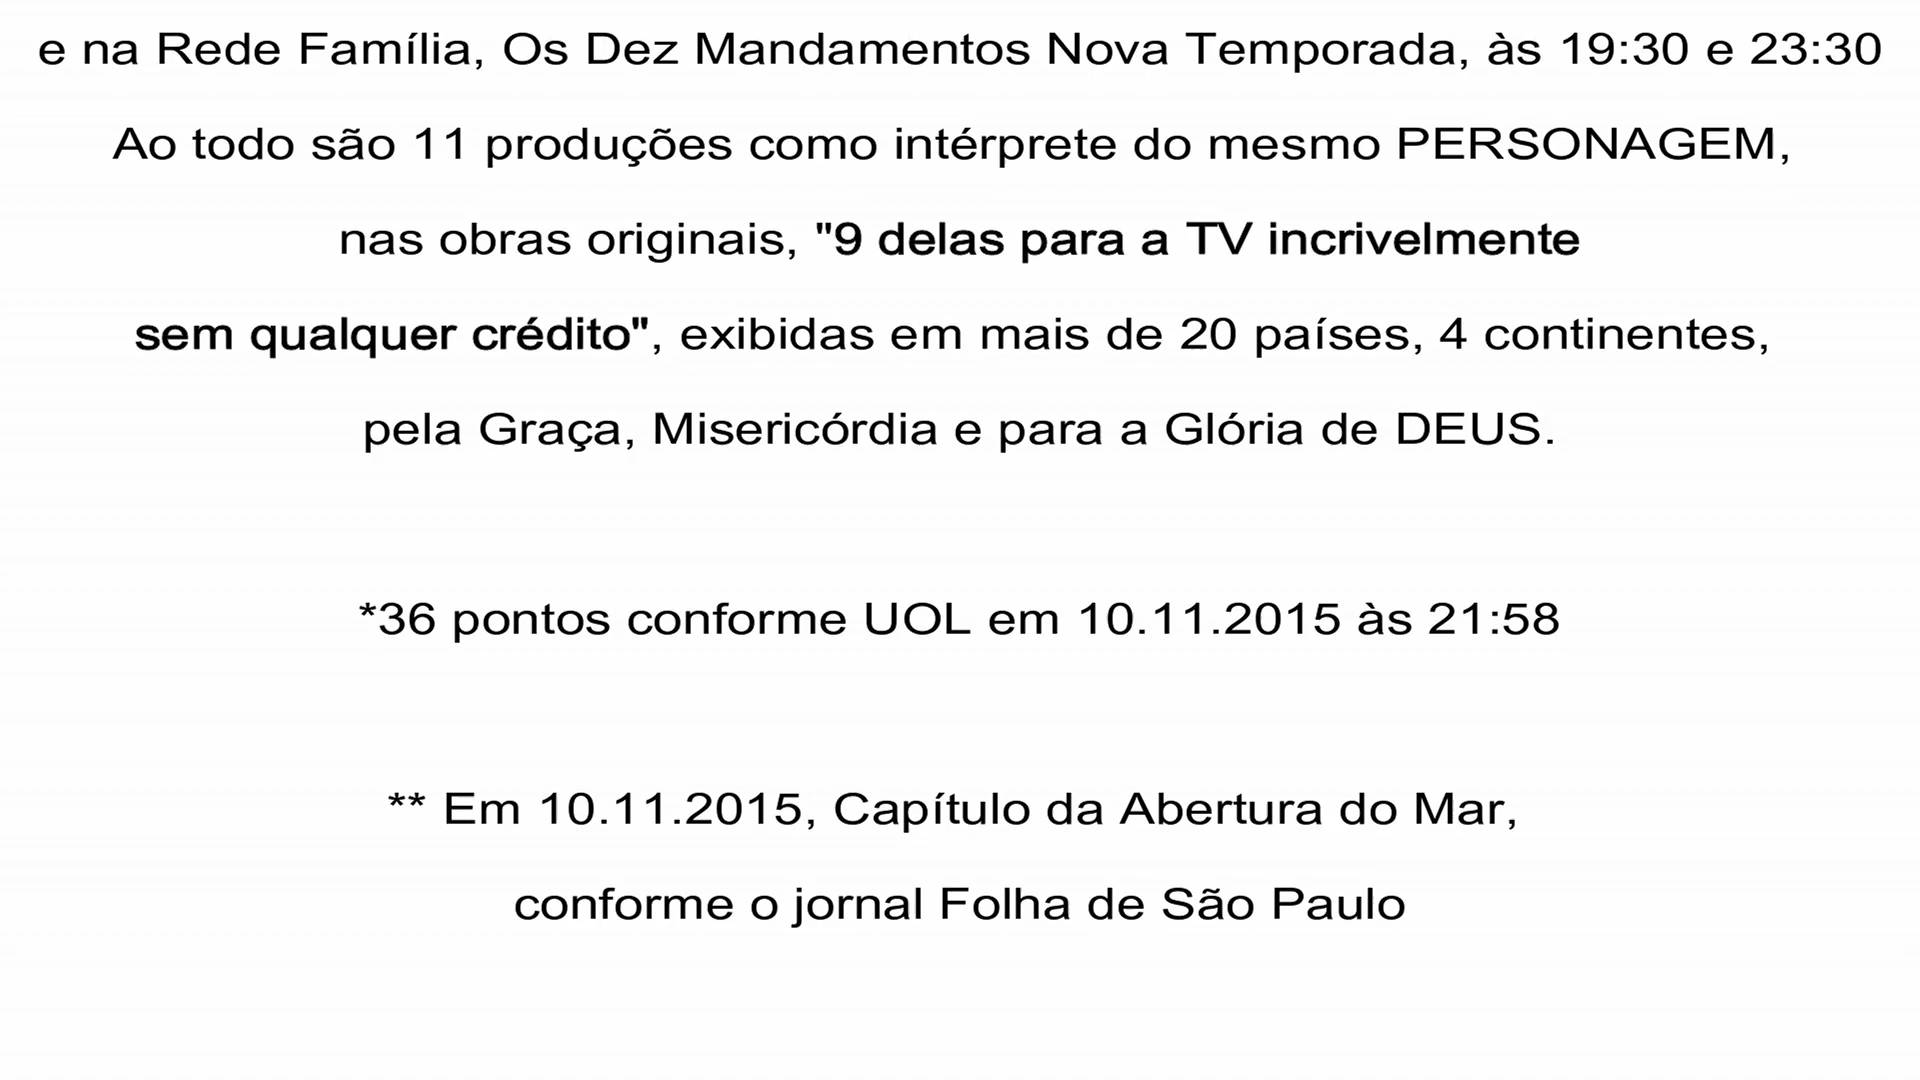 e na Rede Família, Os Dez Mandamentos Nova Temporada, às 19:30 e 23:30
Ao todo são 11 produções como intérprete do mesmo PERSONAGEM,
nas obras originais, "9 delas para a TV incrivelmente
sem qualquer crédito", exibidas em mais de 20 países, 4 continentes,
pela Graça, Misericórdia e para a Glória de DEUS.
*36 pontos conforme UOL em 10.11.2015 às 21:58
** Em 10.11.2015, Capítulo da Abertura do Mar,
conforme o jornal Folha de São Paulo